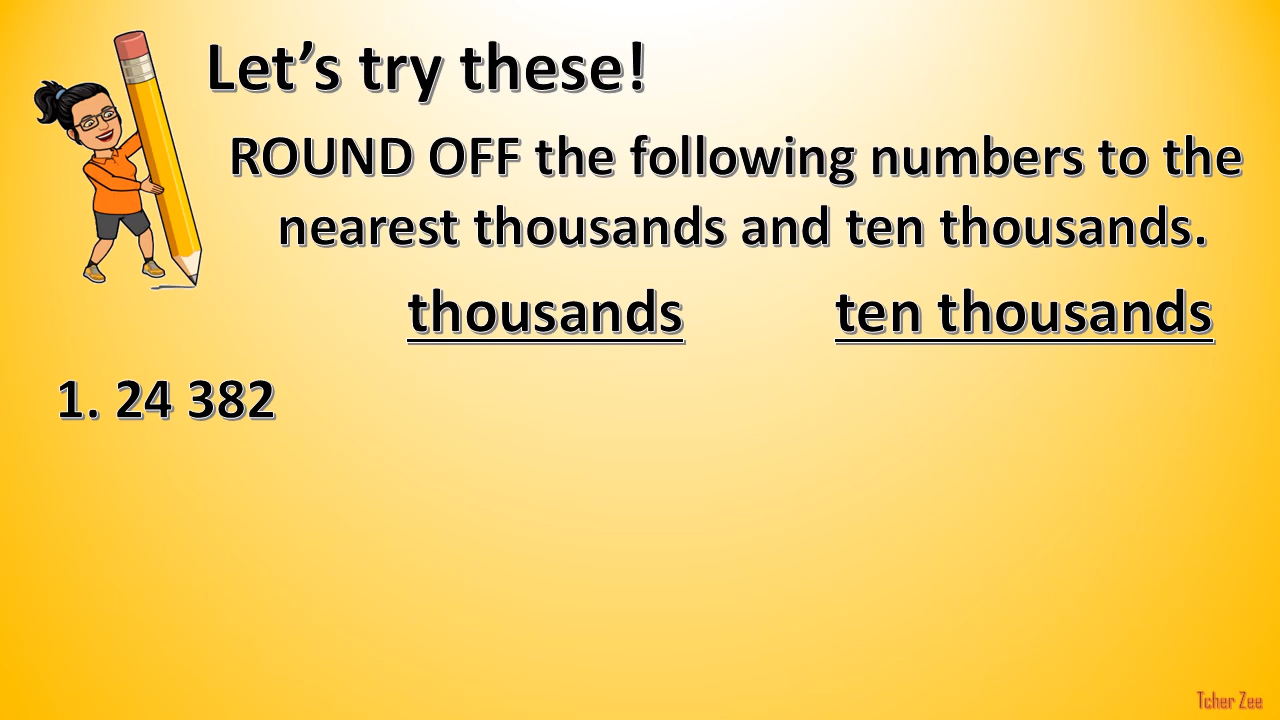 Let’s try these!
ROUND OFF the following numbers to the
nearest thousands and ten thousands.
thousands ten thousands
1. 24 382
Tcher Zee